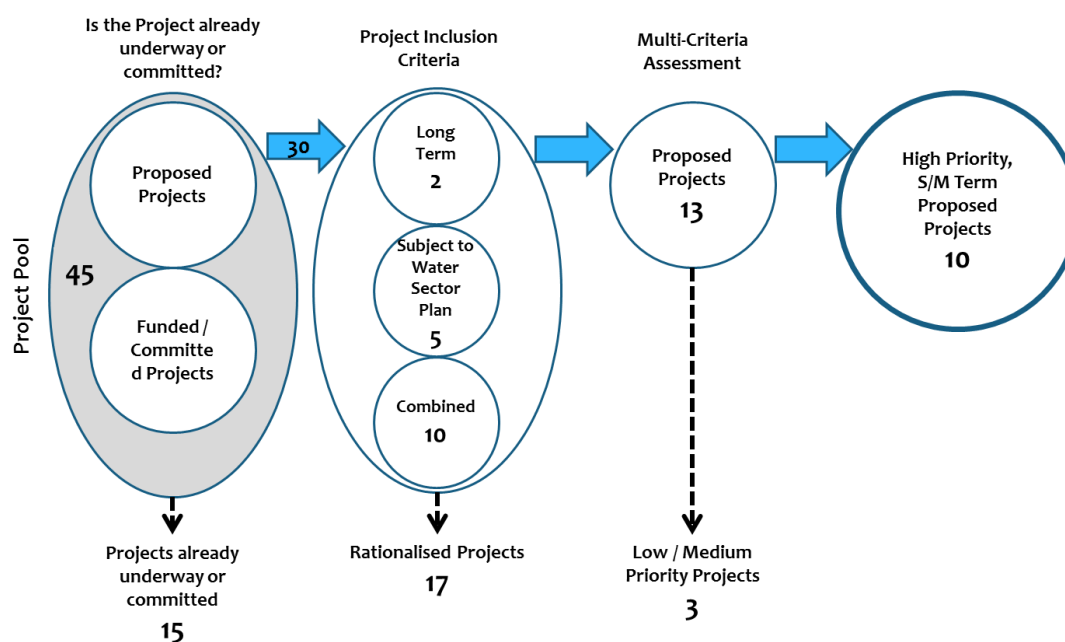 Is the Project already
underway or
committed?
Project Inclusion
Criteria
Multi-Criteria
Assessment
Project Pool
45
Proposed
Projects
Funded /
Committe
d Projects
30
Long
Term
2
Subject to
Water
Sector
Plan
5
Combined
10
Proposed
Projects
13
High Priority,
S/M Term
Proposed
Projects
10
Projects already
underway or
committed
15
Rationalised Projects
17
Low / Medium
Priority Projects
3